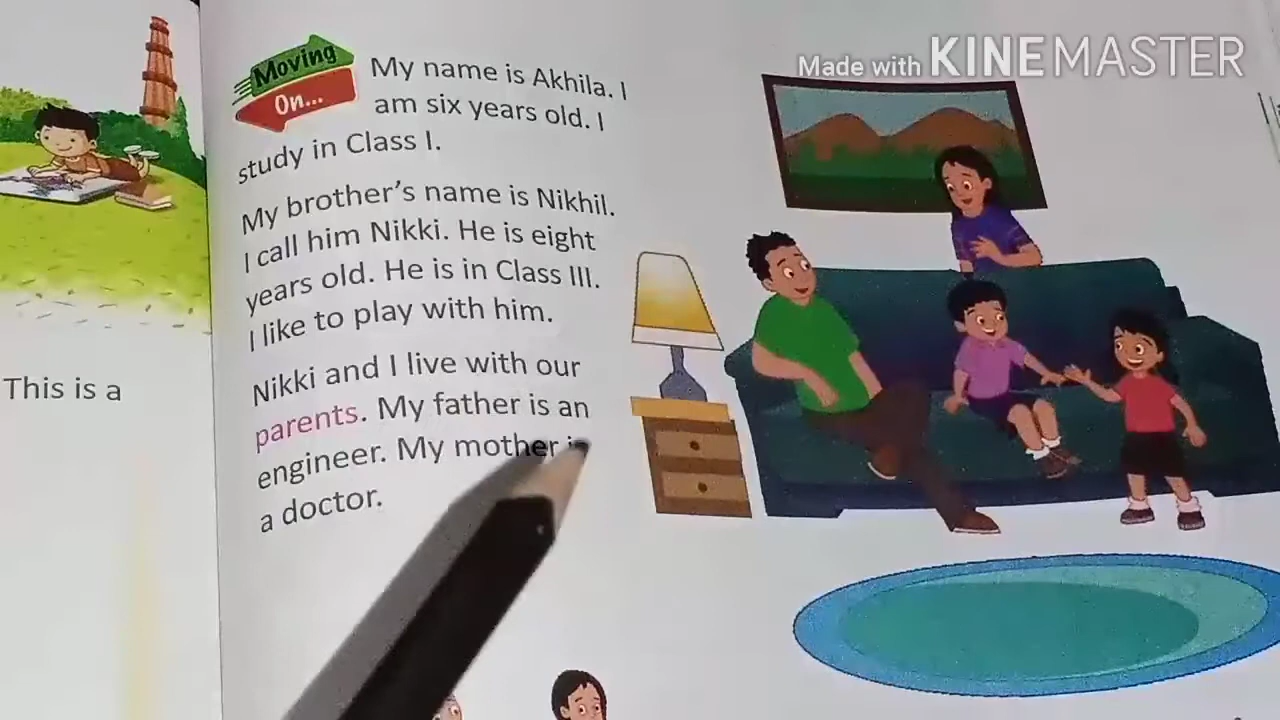 This is a
Moving
On...
My name is Akhila. I
am six years old. I
study in Class I.
My brother's name is Nikhil.
I call him Nikki. He is eight
years old. He is in Class III.
I like to play with him.
Nikki and I live with our
parents. My father is an
engineer. My mother is
a doctor.
Made with KINEMASTER